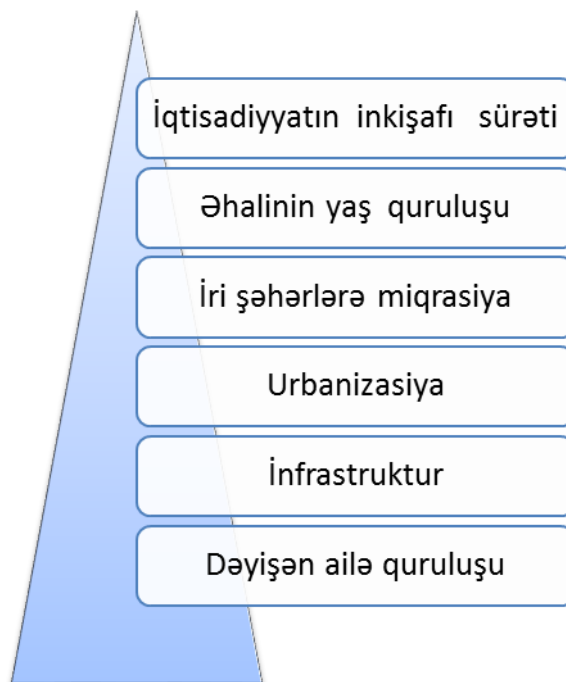 İqtisadiyyatın inkişafı sürəti
Əhalinin yaş quruluşu
İri şəhərlərə miqrasiya
Urbanizasiya
İnfrastruktur
Dəyişən ailə quruluşu